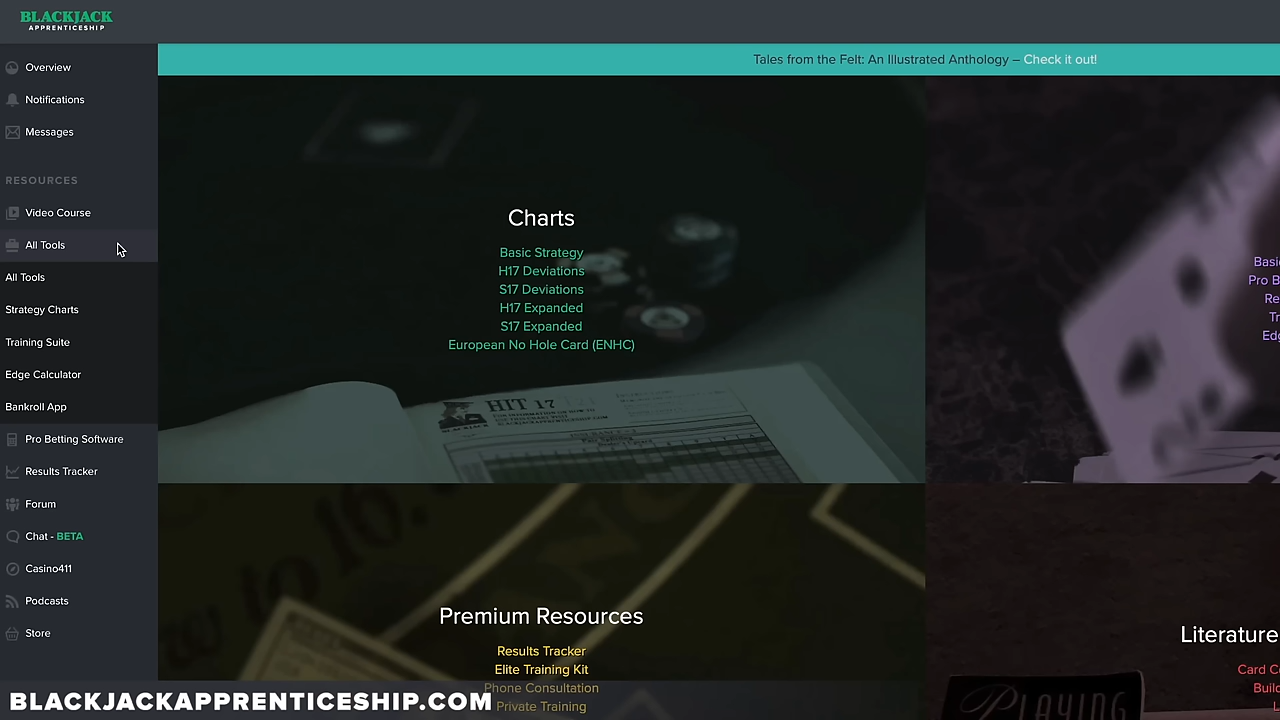 BLACKJACK
APPRENTICESHIP
Tales from the Felt: An Illustrated Anthology – Check it out!
Overview
Notifications
Messages
RESOURCES
Video Course
All Tools
All Tools
Strategy Charts
Training Suite
Edge Calculator
Bankroll App
Pro Betting Software
Results Tracker
Forum
Chat - BETA
Casino411
Podcasts
Store
Charts
Basic Strategy
H17 Deviations
S17 Deviations
H17 Expanded
S17 Expanded
European No Hole Card (ENHC)
HIT 17
Pro B
Premium Resources
Results Tracker
Elite Training Kit
Phone Consultation
Private Training
Literature
PLAYING
BLACKJACKAPPRENTICESHIP.COM